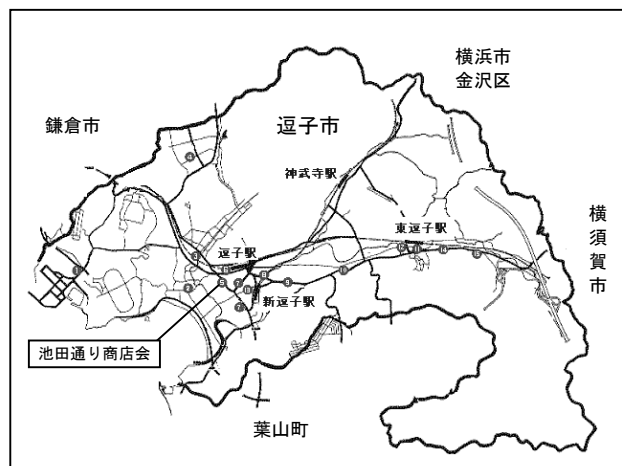 横浜市
金沢区
鎌倉市
逗子市
神武寺駅
東逗子駅
横須賀市
逗子駅
新逗子駅
池田通り商店会
葉山町